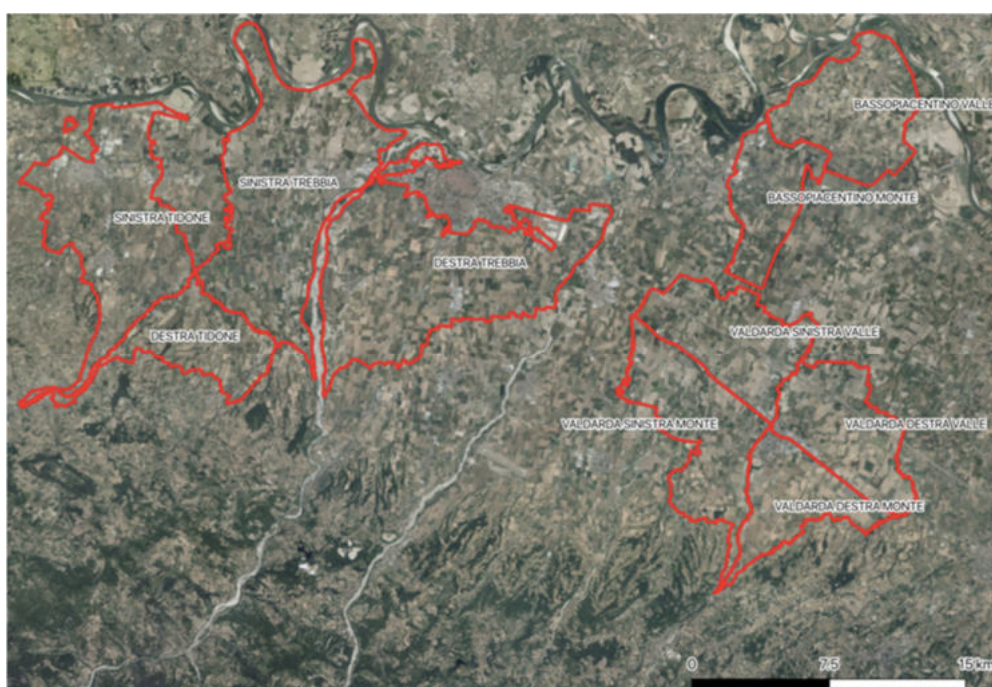 BASSOPIACENTINO VALLE
SINISTRA TREBBIA
BASSOPIACENTINO MONTE
SINISTRA TIDONE
DESTRA TREBBIA
DESTRA TIDONE
VALDARDA SINISTRA VALLE
VALDARDA SINISTRA MONTE
VALDARDA DESTRA VALLE
VALDARDA DESTRA MONTE
0 7.5 15 km